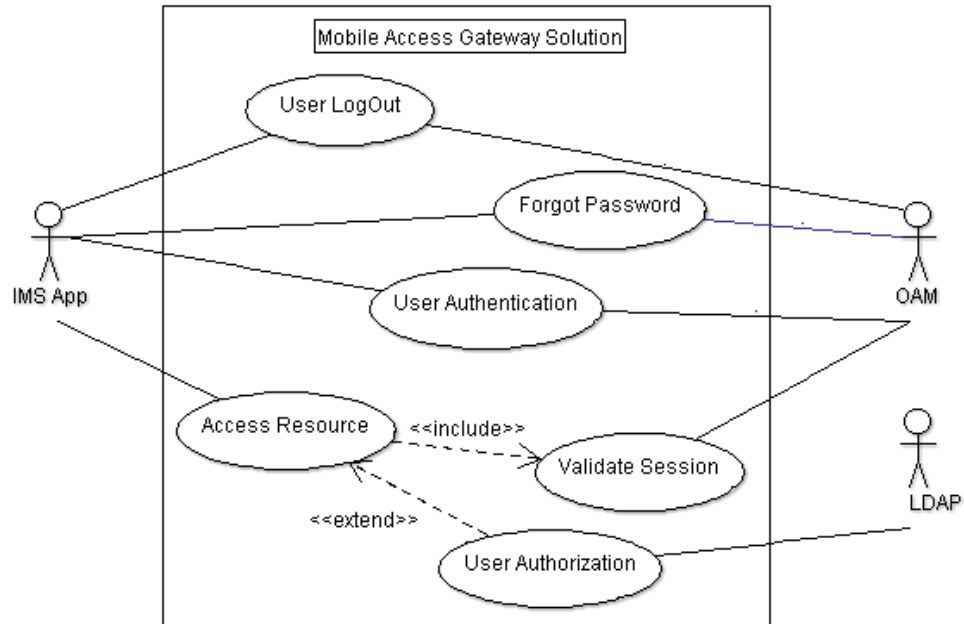 Mobile Access Gateway Solution
User LogOut
Forgot Password
IMS App
User Authentication
OAM
Access Resource
<<include>>
Validate Session
LDAP
<<extend>>
User Authorization